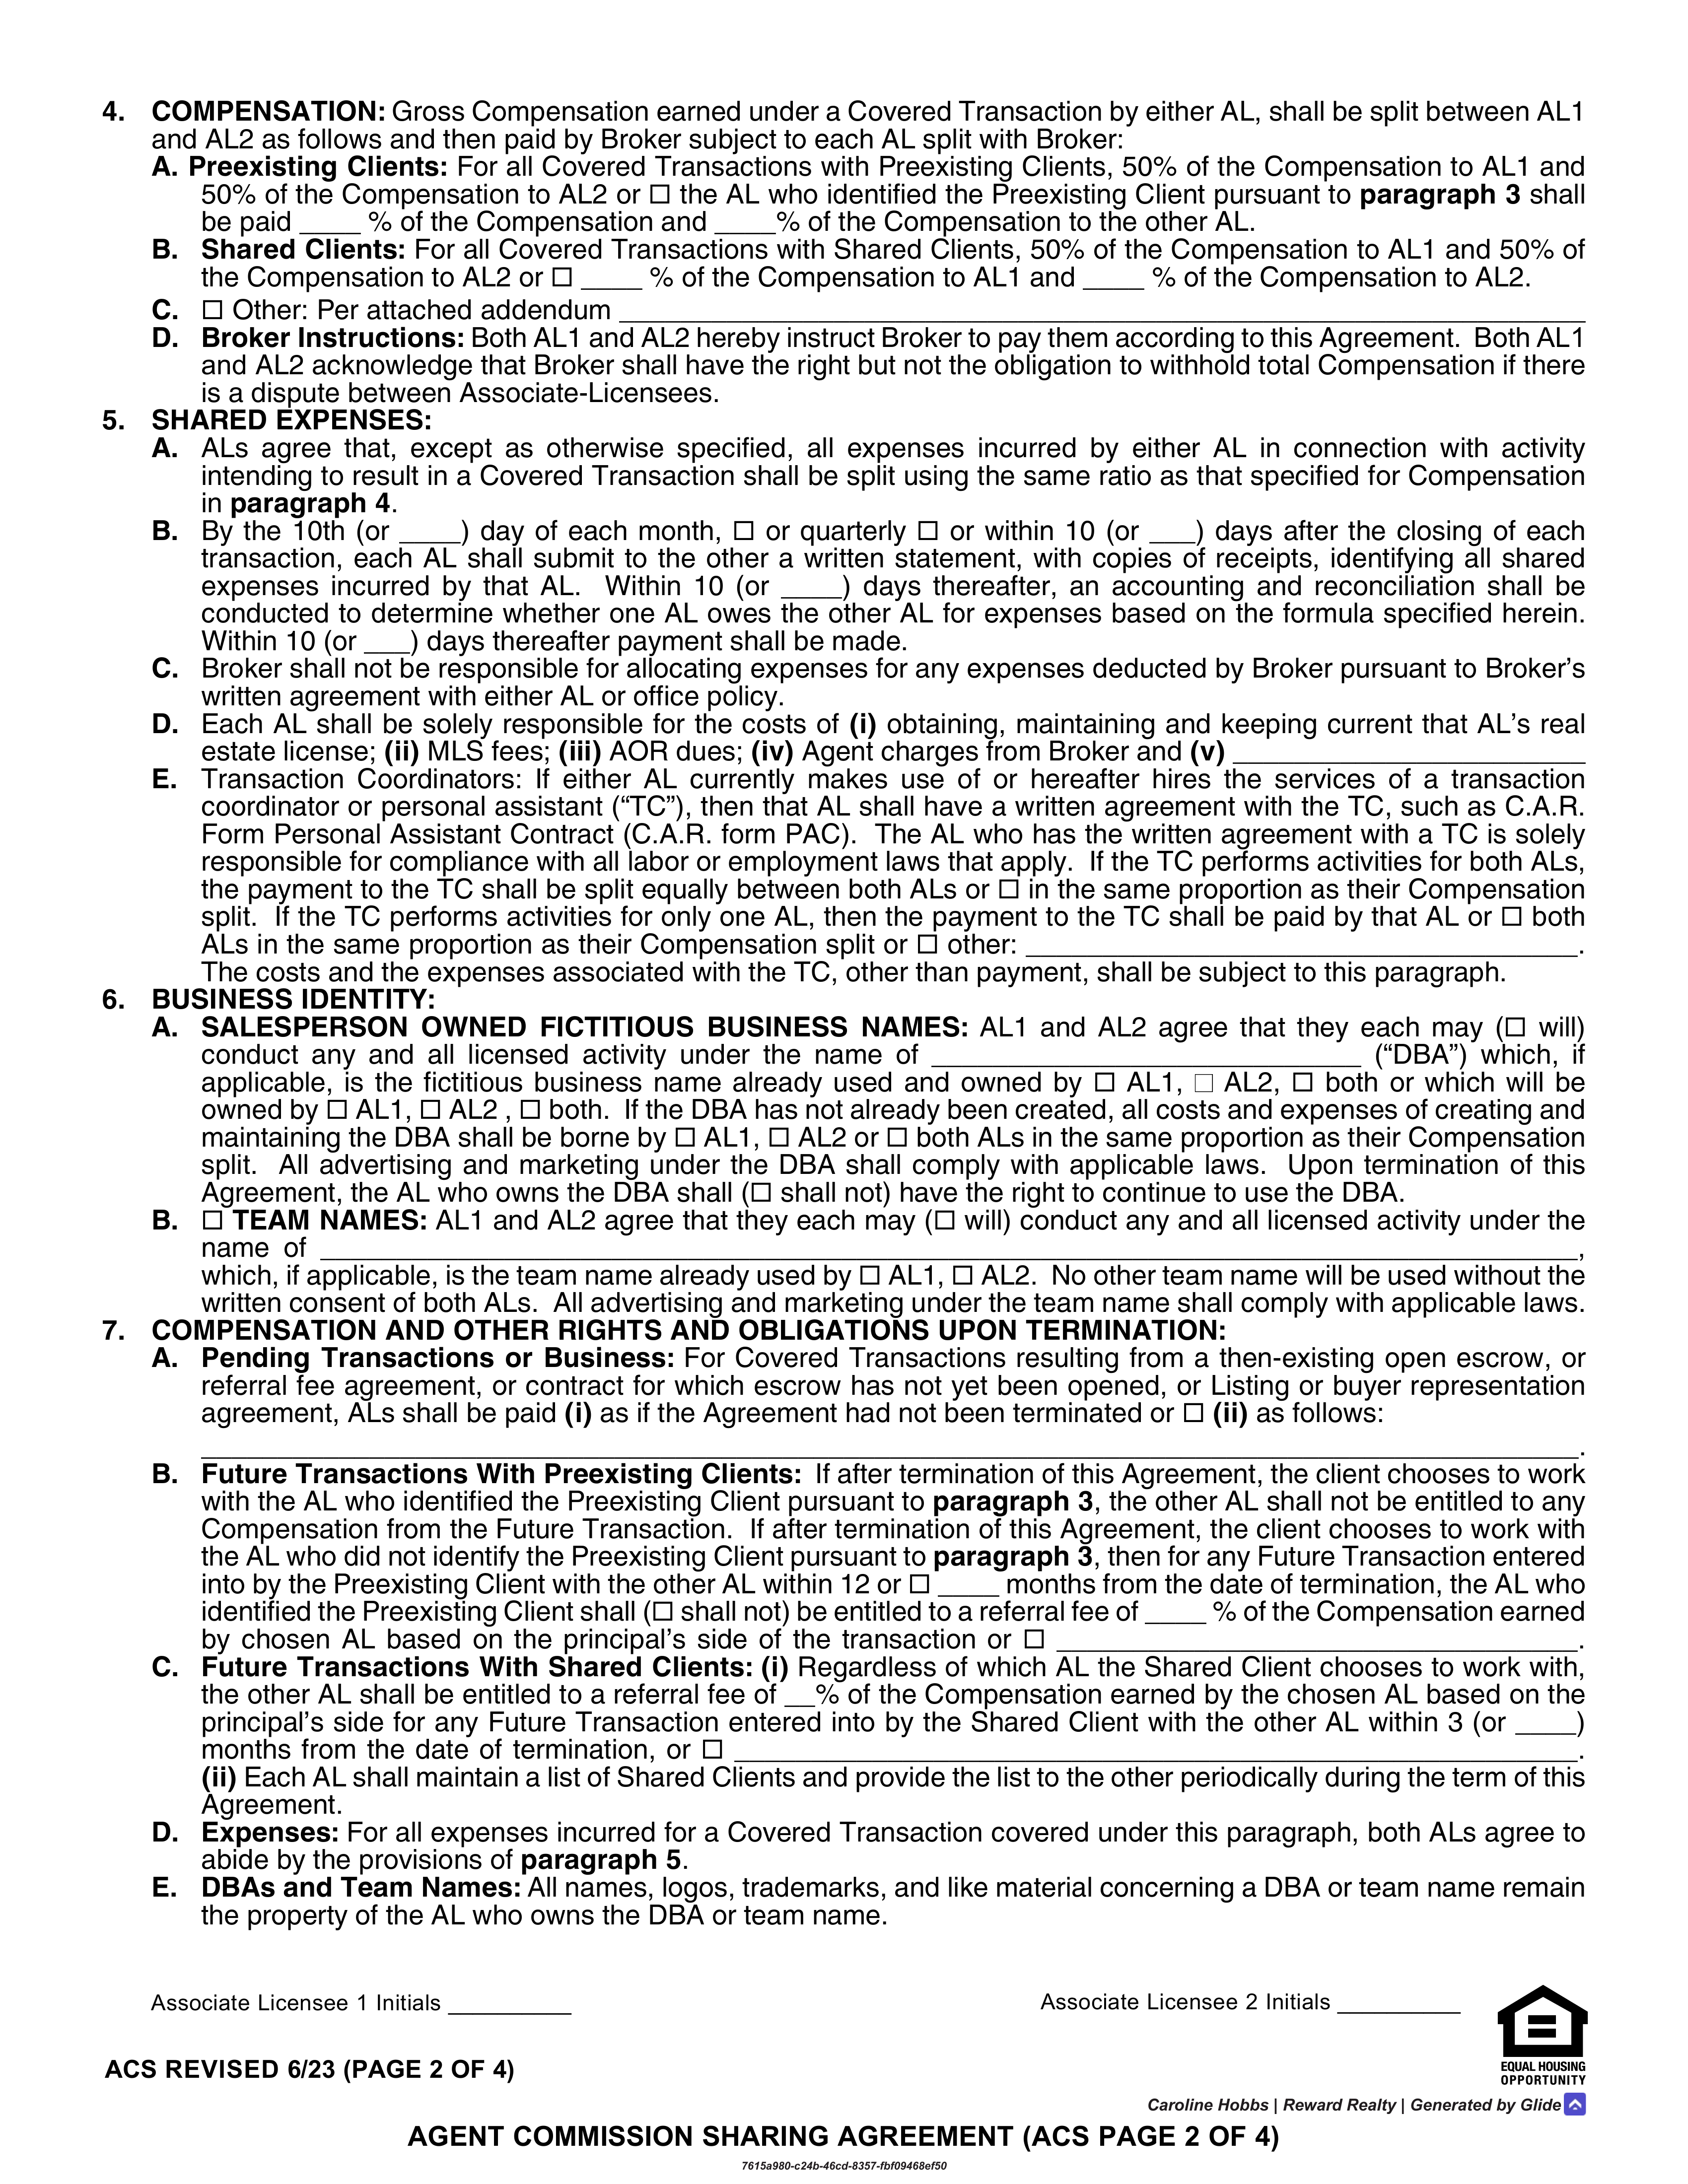 4. COMPENSATION: Gross Compensation earned under a Covered Transaction by either AL, shall be split between AL1
and AL2 as follows and then paid by Broker subject to each AL split with Broker:
A. Preexisting Clients: For all Covered Transactions with Preexisting Clients, 50% of the Compensation to AL1 and
50% of the Compensation to AL2 or ☐ the AL who identified the Preexisting Client pursuant to paragraph 3 shall
be paid ____ % of the Compensation and ____% of the Compensation to the other AL.
B. Shared Clients: For all Covered Transactions with Shared Clients, 50% of the Compensation to AL1 and 50% of
the Compensation to AL2 or ☐ ____ % of the Compensation to AL1 and ____ % of the Compensation to AL2.
C. ☐ Other: Per attached addendum ____
D. Broker Instructions: Both AL1 and AL2 hereby instruct Broker to pay them according to this Agreement. Both AL1
and AL2 acknowledge that Broker shall have the right but not the obligation to withhold total Compensation if there
is a dispute between Associate-Licensees.
5. SHARED EXPENSES:
A. ALs agree that, except as otherwise specified, all expenses incurred by either AL in connection with activity
intending to result in a Covered Transaction shall be split using the same ratio as that specified for Compensation
in paragraph 4.
B. By the 10th (or ____) day of each month, ☐ or quarterly ☐ or within 10 (or ___) days after the closing of each
transaction, each AL shall submit to the other a written statement, with copies of receipts, identifying all shared
expenses incurred by that AL. Within 10 (or ____) days thereafter, an accounting and reconciliation shall be
conducted to determine whether one AL owes the other AL for expenses based on the formula specified herein.
Within 10 (or ___) days thereafter payment shall be made.
C. Broker shall not be responsible for allocating expenses for any expenses deducted by Broker pursuant to Broker's
written agreement with either AL or office policy.
D. Each AL shall be solely responsible for the costs of (i) obtaining, maintaining and keeping current that AL's real
estate license; (ii) MLS fees; (iii) AOR dues; (iv) Agent charges from Broker and (v) ____
E. Transaction Coordinators: If either AL currently makes use of or hereafter hires the services of a transaction
coordinator or personal assistant (“TC”), then that AL shall have a written agreement with the TC, such as C.A.R.
Form Personal Assistant Contract (C.A.R. form PAC). The AL who has the written agreement with a TC is solely
responsible for compliance with all labor or employment laws that apply. If the TC performs activities for both ALs,
the payment to the TC shall be split equally between both ALs or ☐ in the same proportion as their Compensation
split. If the TC performs activities for only one AL, then the payment to the TC shall be paid by that AL or ☐ both
ALs in the same proportion as their Compensation split or ☐ other: ____.
The costs and the expenses associated with the TC, other than payment, shall be subject to this paragraph.
6. BUSINESS IDENTITY:
A. SALESPERSON OWNED FICTITIOUS BUSINESS NAMES: AL1 and AL2 agree that they each may (☐ will)
conduct any and all licensed activity under the name of ____ (“DBA”) which, if
applicable, is the fictitious business name already used and owned by ☐ AL1, ☐ AL2, ☐ both or which will be
owned by ☐ AL1, ☐ AL2 , ☐ both. If the DBA has not already been created, all costs and expenses of creating and
maintaining the DBA shall be borne by ☐ AL1, ☐ AL2 or ☐ both ALs in the same proportion as their Compensation
split. All advertising and marketing under the DBA shall comply with applicable laws. Upon termination of this
Agreement, the AL who owns the DBA shall (☐ shall not) have the right to continue to use the DBA.
B. ☐ TEAM NAMES: AL1 and AL2 agree that they each may (☐ will) conduct any and all licensed activity under the
name of ____,
which, if applicable, is the team name already used by ☐ AL1, ☐ AL2. No other team name will be used without the
written consent of both ALs. All advertising and marketing under the team name shall comply with applicable laws.
7. COMPENSATION AND OTHER RIGHTS AND OBLIGATIONS UPON TERMINATION:
A. Pending Transactions or Business: For Covered Transactions resulting from a then-existing open escrow, or
referral fee agreement, or contract for which escrow has not yet been opened, or Listing or buyer representation
agreement, ALs shall be paid (i) as if the Agreement had not been terminated or ☐ (ii) as follows:
____.
B. Future Transactions With Preexisting Clients: If after termination of this Agreement, the client chooses to work
with the AL who identified the Preexisting Client pursuant to paragraph 3, the other AL shall not be entitled to any
Compensation from the Future Transaction. If after termination of this Agreement, the client chooses to work with
the AL who did not identify the Preexisting Client pursuant to paragraph 3, then for any Future Transaction entered
into by the Preexisting Client with the other AL within 12 or ☐ ____ months from the date of termination, the AL who
identified the Preexisting Client shall (☐ shall not) be entitled to a referral fee of ____ % of the Compensation earned
by chosen AL based on the principal's side of the transaction or ☐ ____.
C. Future Transactions With Shared Clients: (i) Regardless of which AL the Shared Client chooses to work with,
the other AL shall be entitled to a referral fee of __% of the Compensation earned by the chosen AL based on the
principal's side for any Future Transaction entered into by the Shared Client with the other AL within 3 (or ____)
months from the date of termination, or ☐ ____.
(ii) Each AL shall maintain a list of Shared Clients and provide the list to the other periodically during the term of this
Agreement.
D. Expenses: For all expenses incurred for a Covered Transaction covered under this paragraph, both ALs agree to
abide by the provisions of paragraph 5.
E. DBAs and Team Names: All names, logos, trademarks, and like material concerning a DBA or team name remain
the property of the AL who owns the DBA or team name.
Associate Licensee 1 Initials ____ Associate Licensee 2 Initials ____
ACS REVISED 6/23 (PAGE 2 OF 4)
EQUAL HOUSING
OPPORTUNITY
Caroline Hobbs | Reward Realty | Generated by Glide
AGENT COMMISSION SHARING AGREEMENT (ACS PAGE 2 OF 4)
7615a980-c24b-46cd-8357-fbf09468ef50